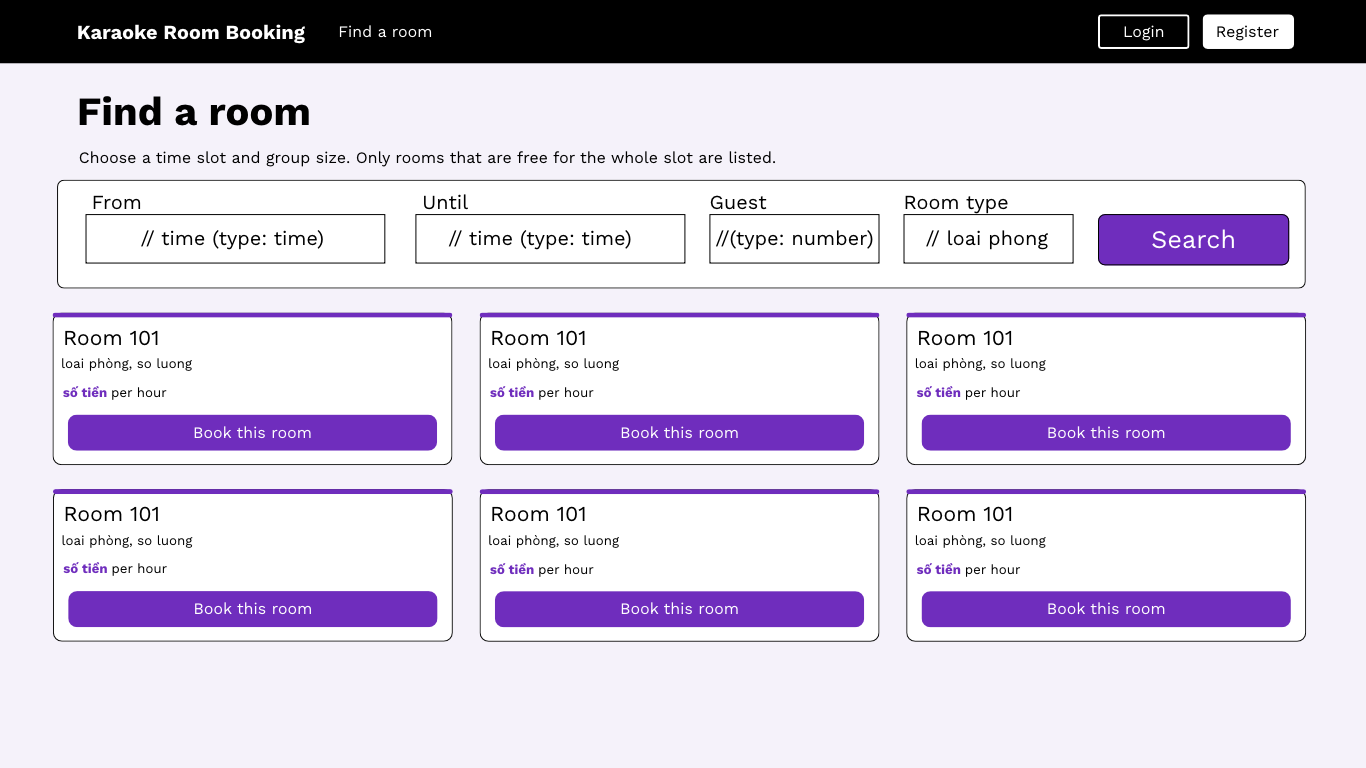 Karaoke Room Booking Find a room Login Register
Find a room
Choose a time slot and group size. Only rooms that are free for the whole slot are listed.
From Until Guest Room type
// time (type: time) // time (type: time) //(type: number) // loai phong Search
Room 101 Room 101 Room 101
loai phòng, so luong loai phòng, so luong loai phòng, so luong
số tiền per hour số tiền per hour số tiền per hour
Book this room Book this room Book this room
Room 101 Room 101 Room 101
loai phòng, so luong loai phòng, so luong loai phòng, so luong
số tiền per hour số tiền per hour số tiền per hour
Book this room Book this room Book this room